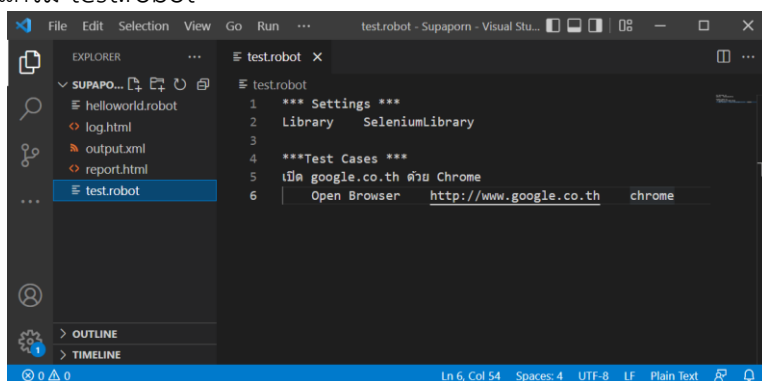 File Edit Selection View Go Run ... test.robot - Supaporn - Visual Stu...
EXPLORER
SUPAPO...
helloworld.robot
log.html
output.xml
report.html
test.robot
OUTLINE
TIMELINE
test.robot
test.robot
1 *** Settings ***
2 Library SeleniumLibrary
3
4 ***Test Cases ***
5 เปิด google.co.th ด้วย Chrome
6 Open Browser http://www.google.co.th chrome
1
0 0 Ln 6, Col 54 Spaces: 4 UTF-8 LF Plain Text